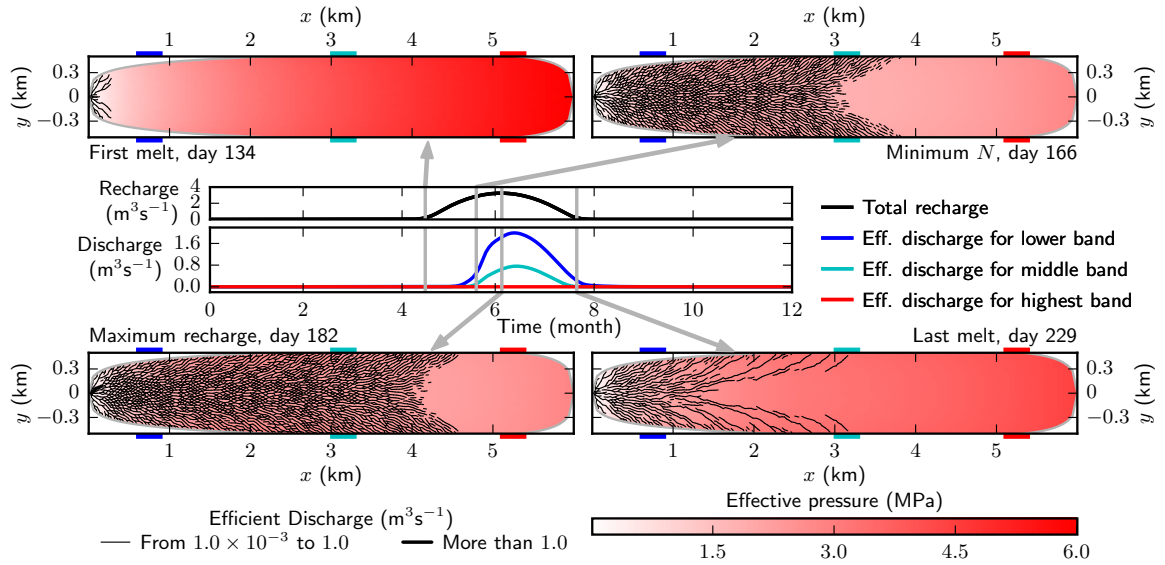 x (km)
x (km)
1 2 3 4 5
1 2 3 4 5
y (km)
0.3
0
−0.3
0.3
0
−0.3
y (km)
First melt, day 134
Minimum N, day 166
Recharge
(m³s⁻¹)
4
2
0
Discharge
(m³s⁻¹)
1.6
0.8
0.0
0 2 4 6 8 10 12
Time (month)
Total recharge
Eff. discharge for lower band
Eff. discharge for middle band
Eff. discharge for highest band
Maximum recharge, day 182
Last melt, day 229
y (km)
0.3
0
−0.3
0.3
0
−0.3
y (km)
1 2 3 4 5
1 2 3 4 5
x (km)
x (km)
Efficient Discharge (m³s⁻¹)
From 1.0 × 10⁻³ to 1.0
More than 1.0
Effective pressure (MPa)
1.5 3.0 4.5 6.0